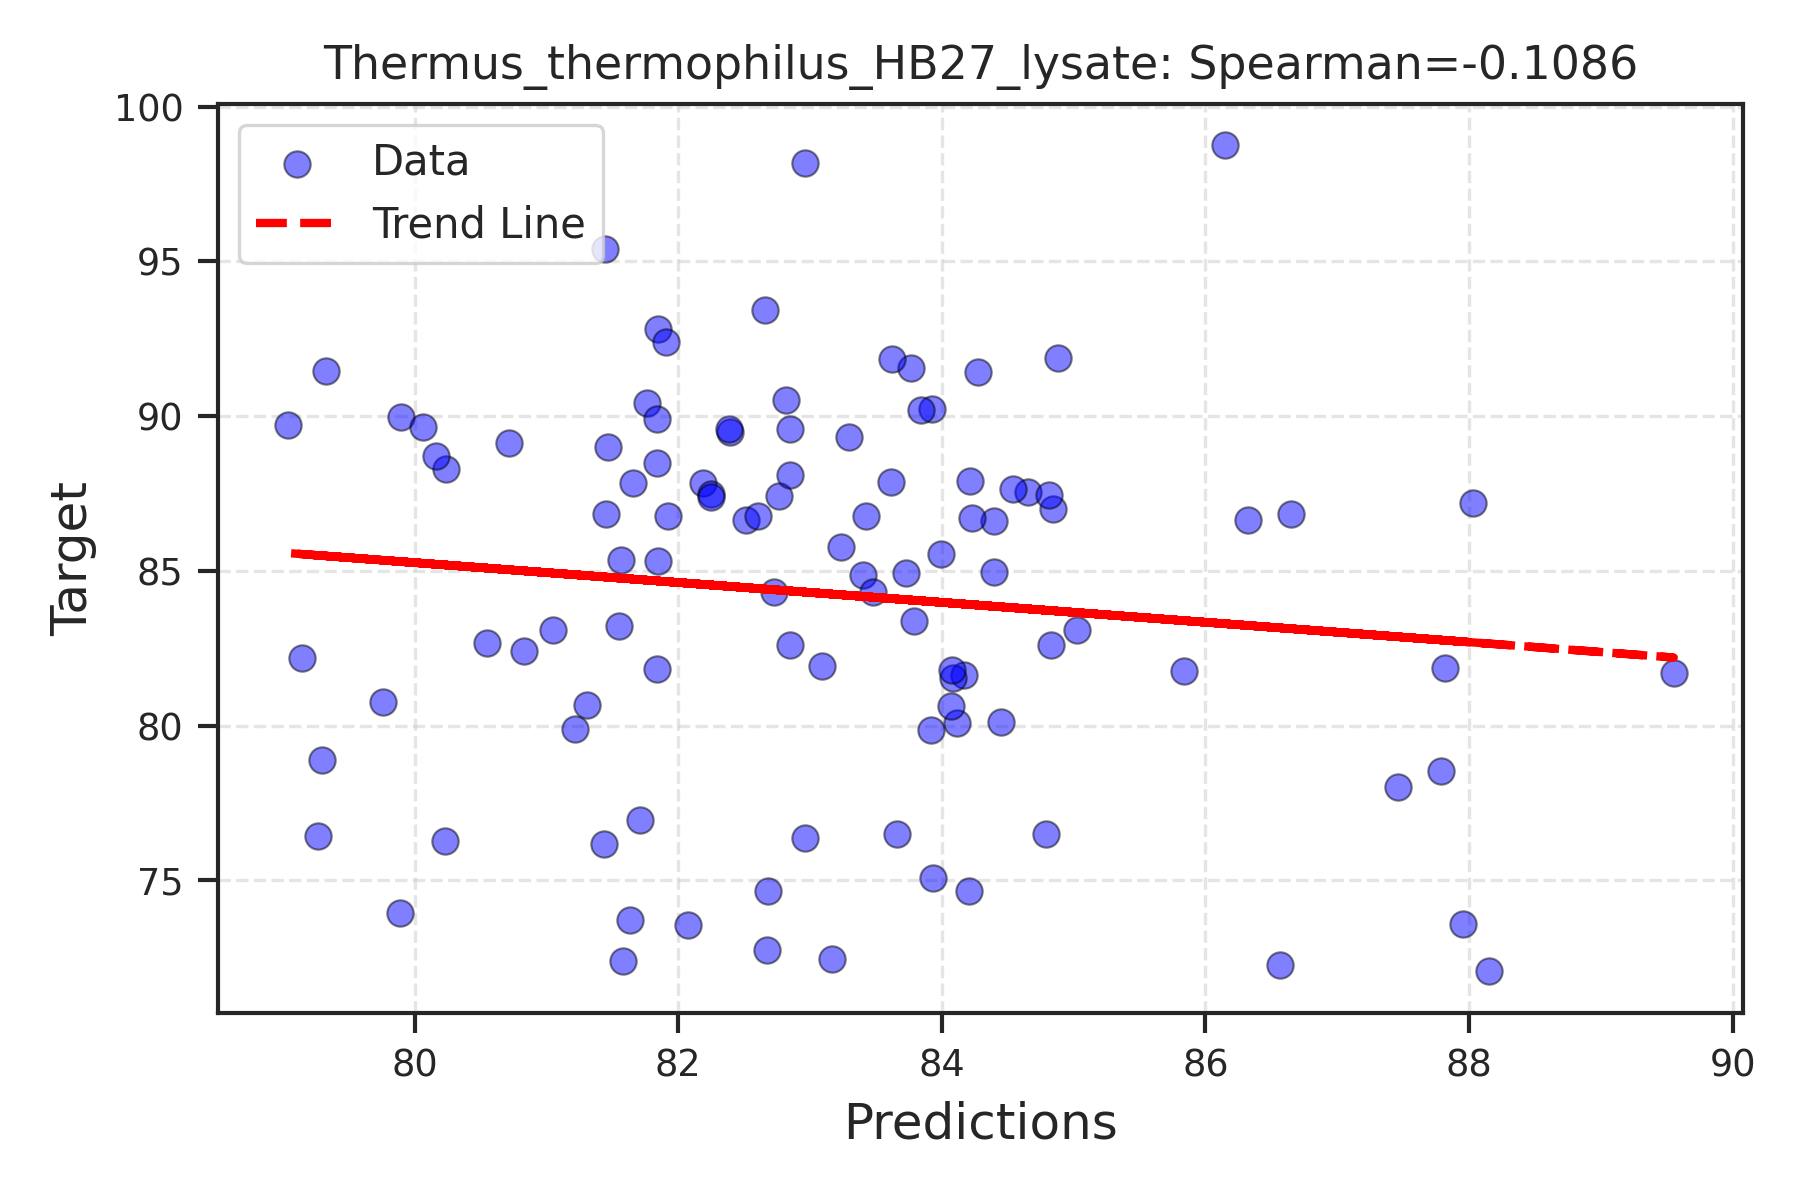 Thermus_thermophilus_HB27_lysate: Spearman=-0.1086
100
95
90
85
80
75
Target
Data
Trend Line
80 82 84 86 88 90
Predictions